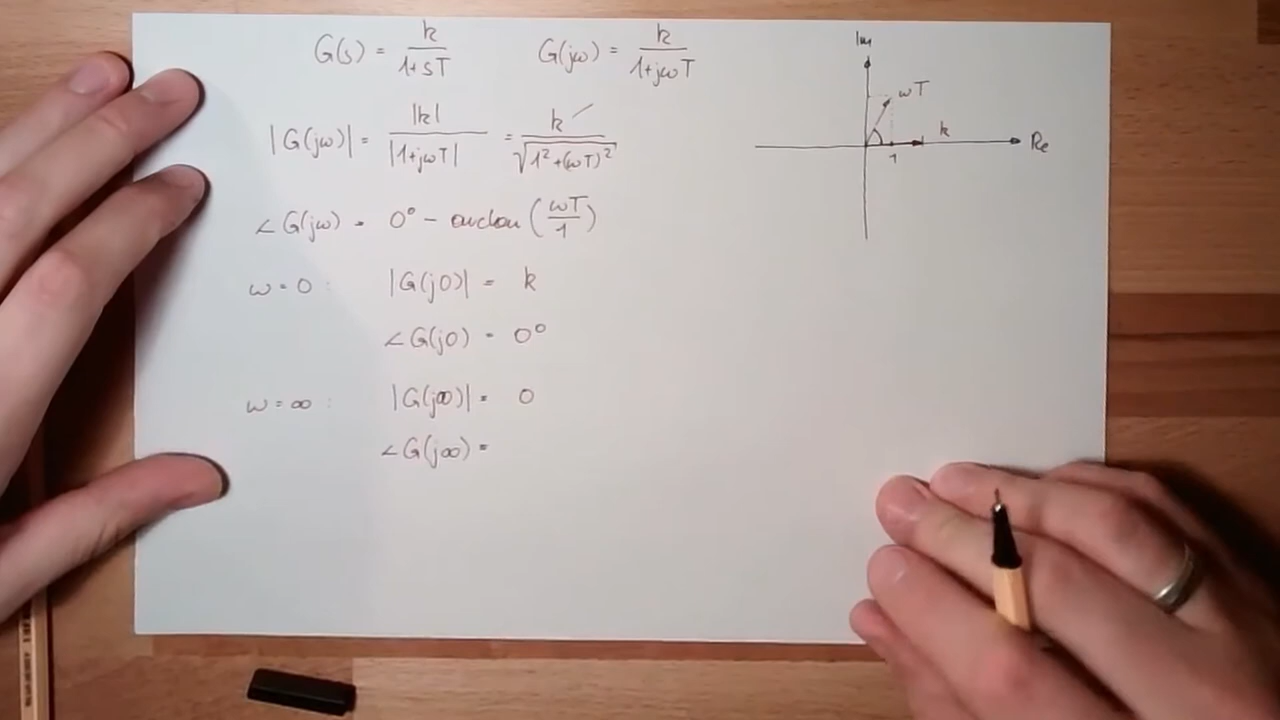 G(s) = k/(1+sT) G(jω) = k/(1+jωT)
|G(jω)| = |k|/|1+jωT| = k/√(1²+(ωT)²)
∠G(jω) = 0° - arctan (ωT/1)
ω = 0 : |G(j0)| = k
∠G(j0) = 0°
ω = ∞ : |G(j∞)| = 0
∠G(j∞) =
Im
ωT
k
Re
1